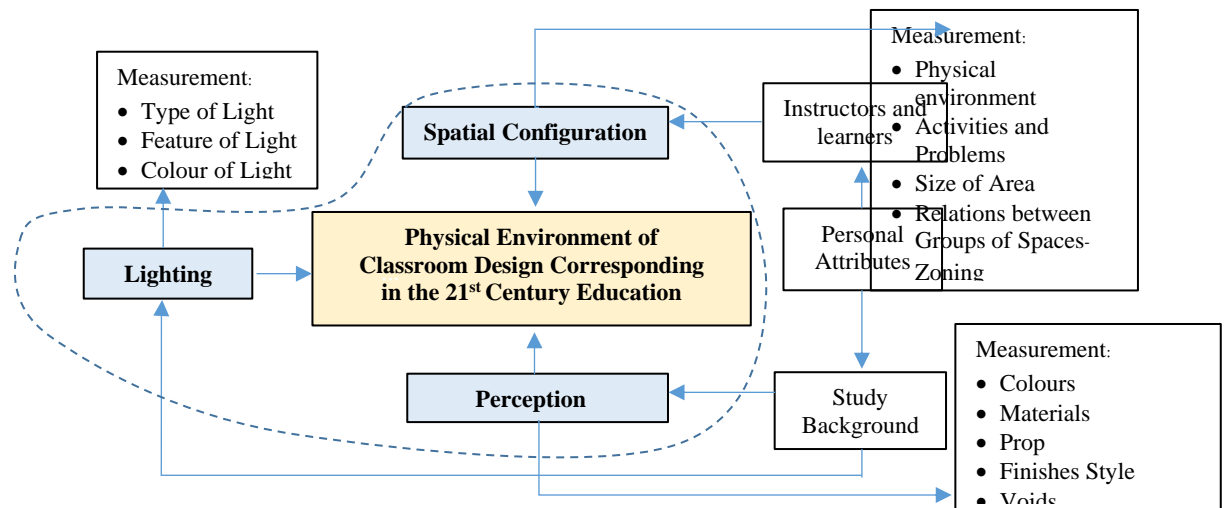 Measurement:
• Type of Light
• Feature of Light
• Colour of Light
Spatial Configuration
Instructors and
learners
Measurement:
• Physical
environment
• Activities and
Problems
• Size of Area
• Relations between
Groups of Spaces-
Zoning
Lighting
Physical Environment of
Classroom Design Corresponding
in the 21st Century Education
Personal
Attributes
Perception
Study
Background
Measurement:
• Colours
• Materials
• Prop
• Finishes Style
• Voids